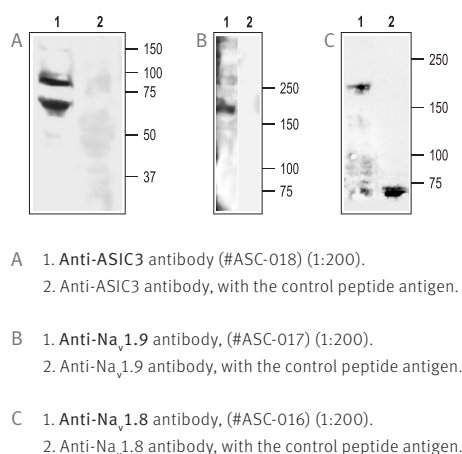 A 1 2 150 100 75 50 37
B 1 2 250 150 100 75
C 1 2 250 150 100 75
A 1. Anti-ASIC3 antibody (#ASC-018) (1:200).
2. Anti-ASIC3 antibody, with the control peptide antigen.
B 1. Anti-Nav1.9 antibody, (#ASC-017) (1:200).
2. Anti-Nav1.9 antibody, with the control peptide antigen.
C 1. Anti-Nav1.8 antibody, (#ASC-016) (1:200).
2. Anti-Nav1.8 antibody, with the control peptide antigen.